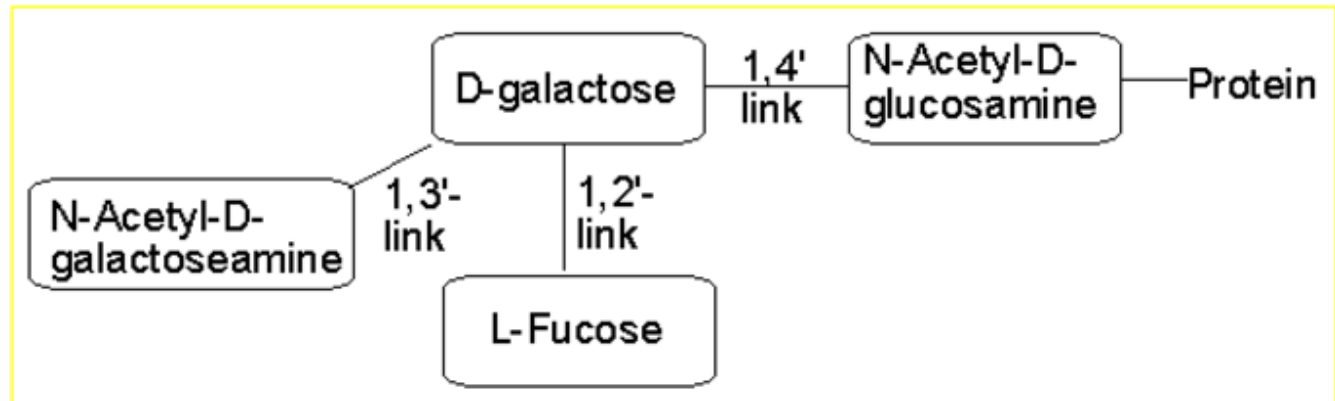 D-galactose
1,4'
link
N-Acetyl-D-
glucosamine
Protein
N-Acetyl-D-
galactoseamine
1,3'-
link
1,2'-
link
L-Fucose